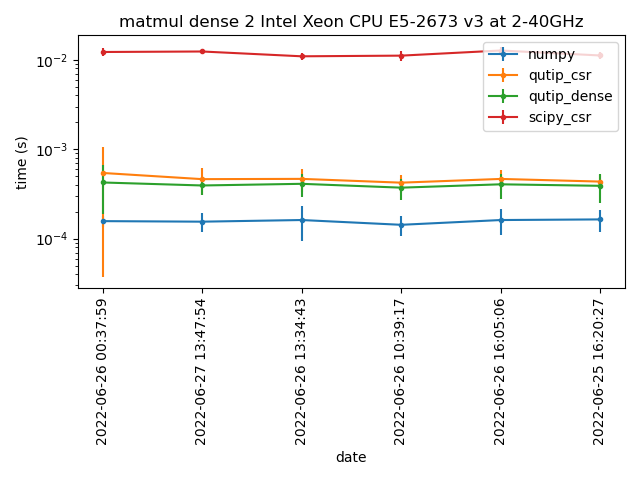 matmul dense 2 Intel Xeon CPU E5-2673 v3 at 2-40GHz
numpy
qutip_csr
qutip_dense
scipy_csr
time (s)
10⁻²
10⁻³
10⁻⁴
2022-06-26 00:37:59
2022-06-27 13:47:54
2022-06-26 13:34:43
2022-06-26 10:39:17
2022-06-26 16:05:06
2022-06-25 16:20:27
date